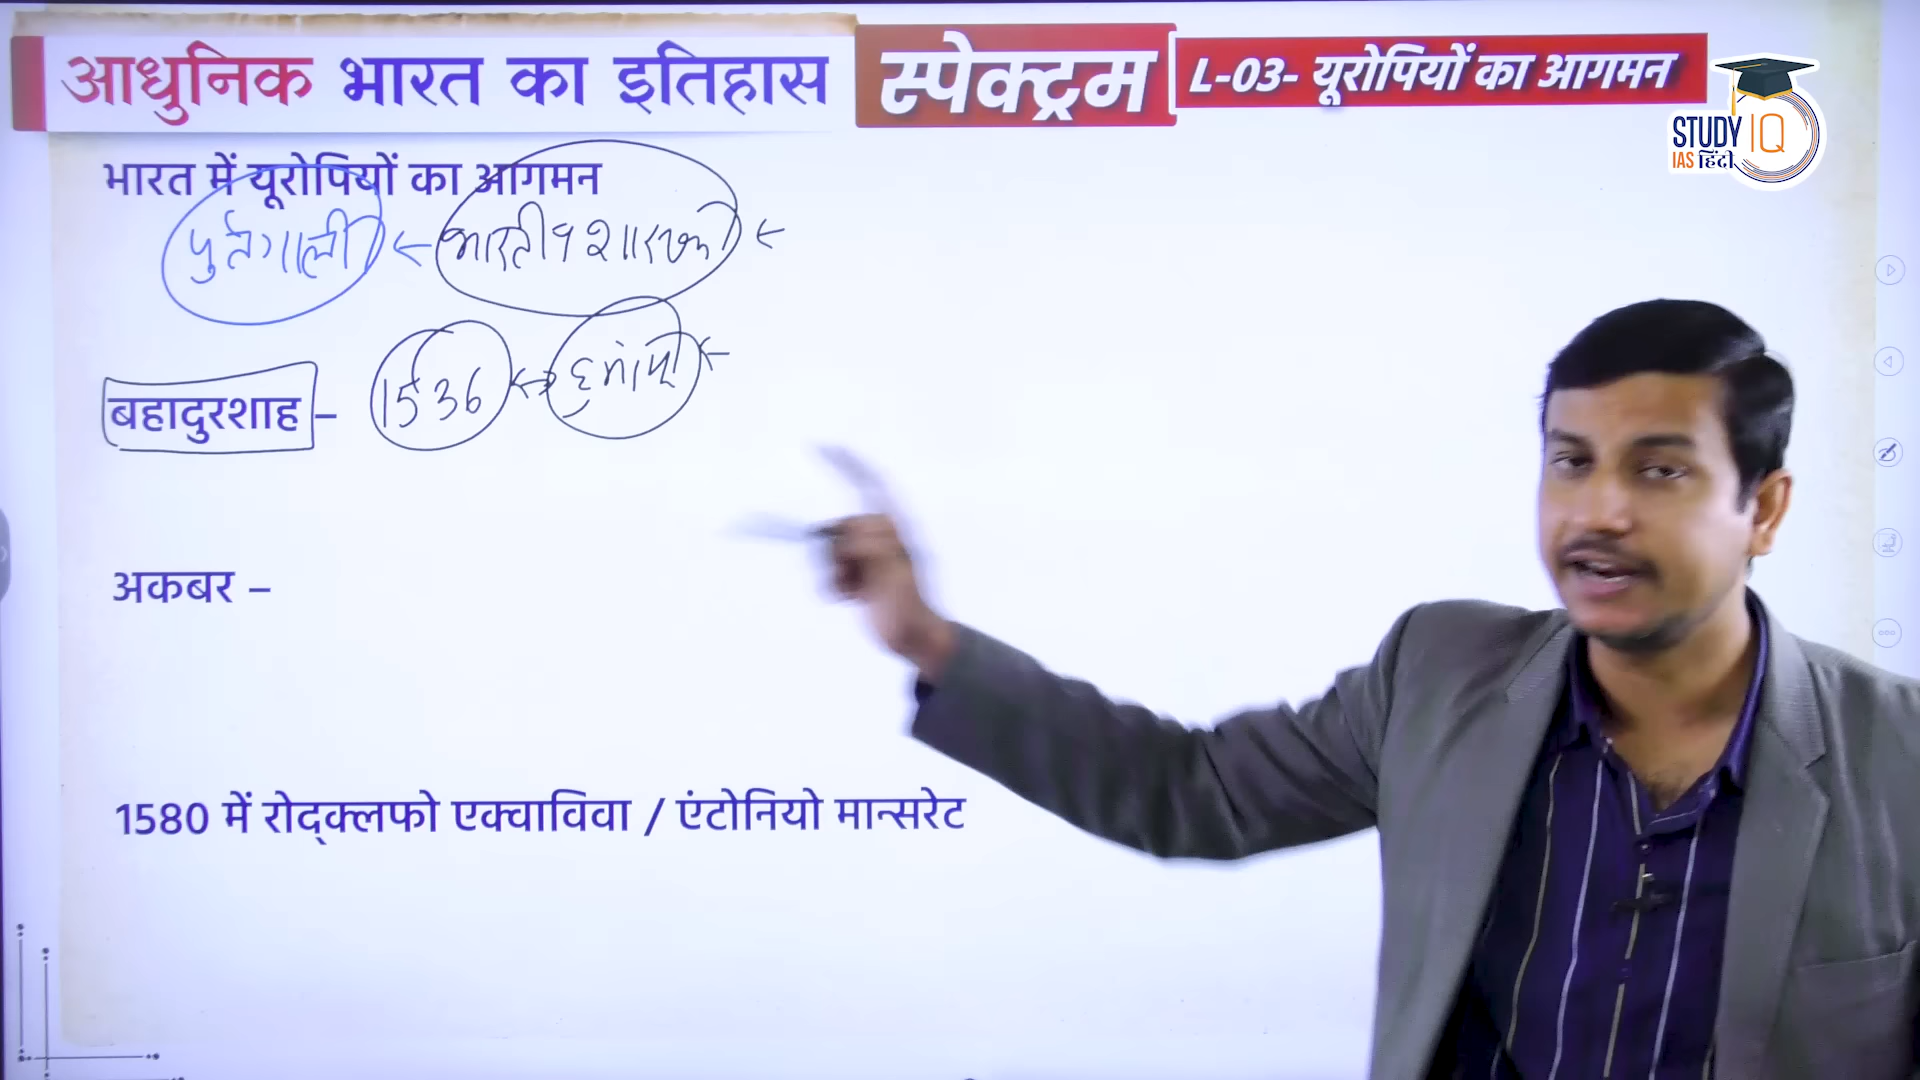 आधुनिक भारत का इतिहास स्पेक्ट्रम L-03- यूरोपियों का आगमन
STUDY IQ
IAS हिंदी
भारत में यूरोपियों का आगमन
पुर्तगाली ← भारतीय शासक ←
बहादुरशाह – 1536 ↔ हुमायूँ ←
अकबर –
1580 में रोद्क्लफो एक्वाविवा / एंटोनियो मान्सरेट